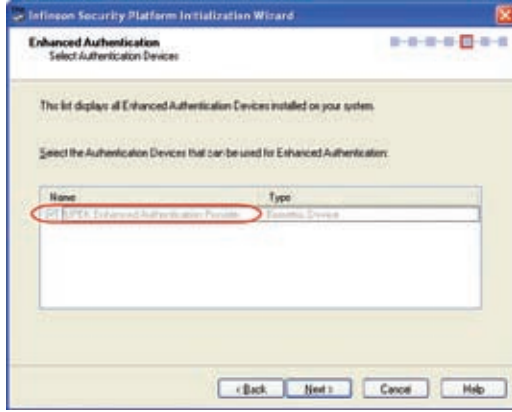 Infineon Security Platform Initialization Wizard
Enhanced Authentication
Select Authentication Devices
This list displays all Enhanced Authentication Devices installed on your system.
Select the Authentication Devices that can be used for Enhanced Authentication:
Name Type
UPEK Enhanced Authentication Provider Biometric Device
< Back Next > Cancel Help